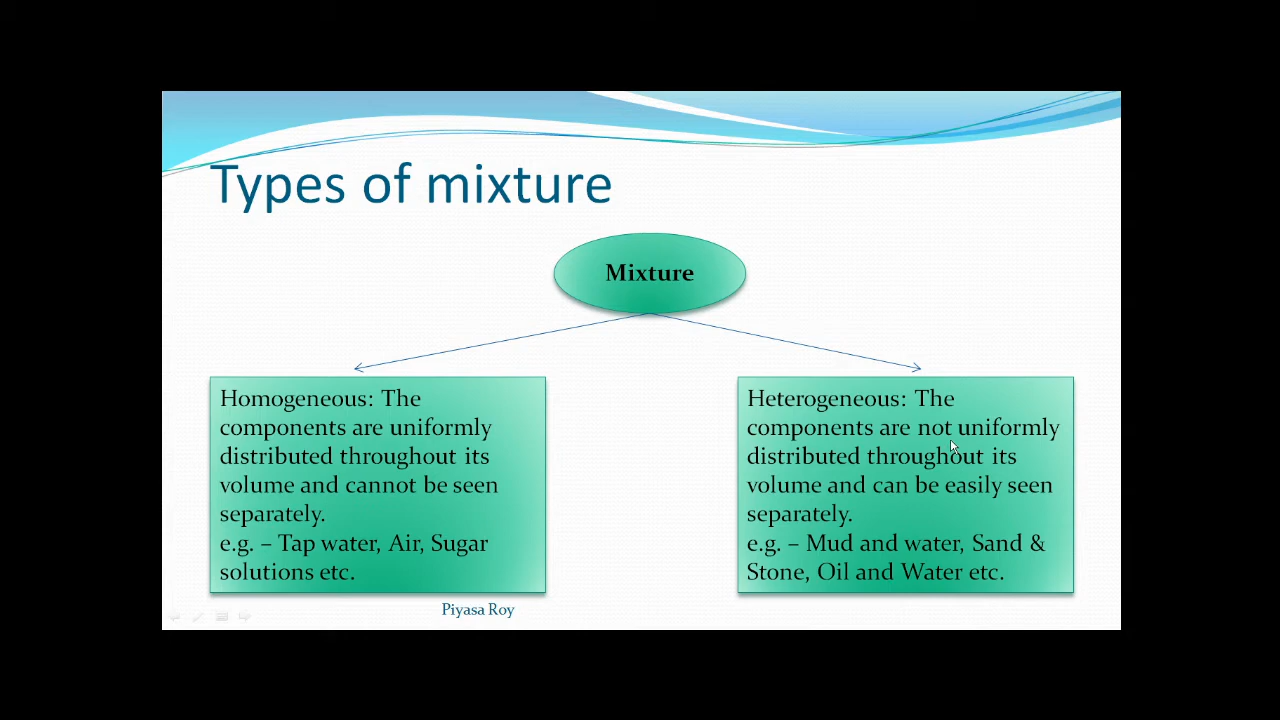 Types of mixture
Mixture
Homogeneous: The
components are uniformly
distributed throughout its
volume and cannot be seen
separately.
e.g. – Tap water, Air, Sugar
solutions etc.
Heterogeneous: The
components are not uniformly
distributed throughout its
volume and can be easily seen
separately.
e.g. – Mud and water, Sand &
Stone, Oil and Water etc.
Piyasa Roy